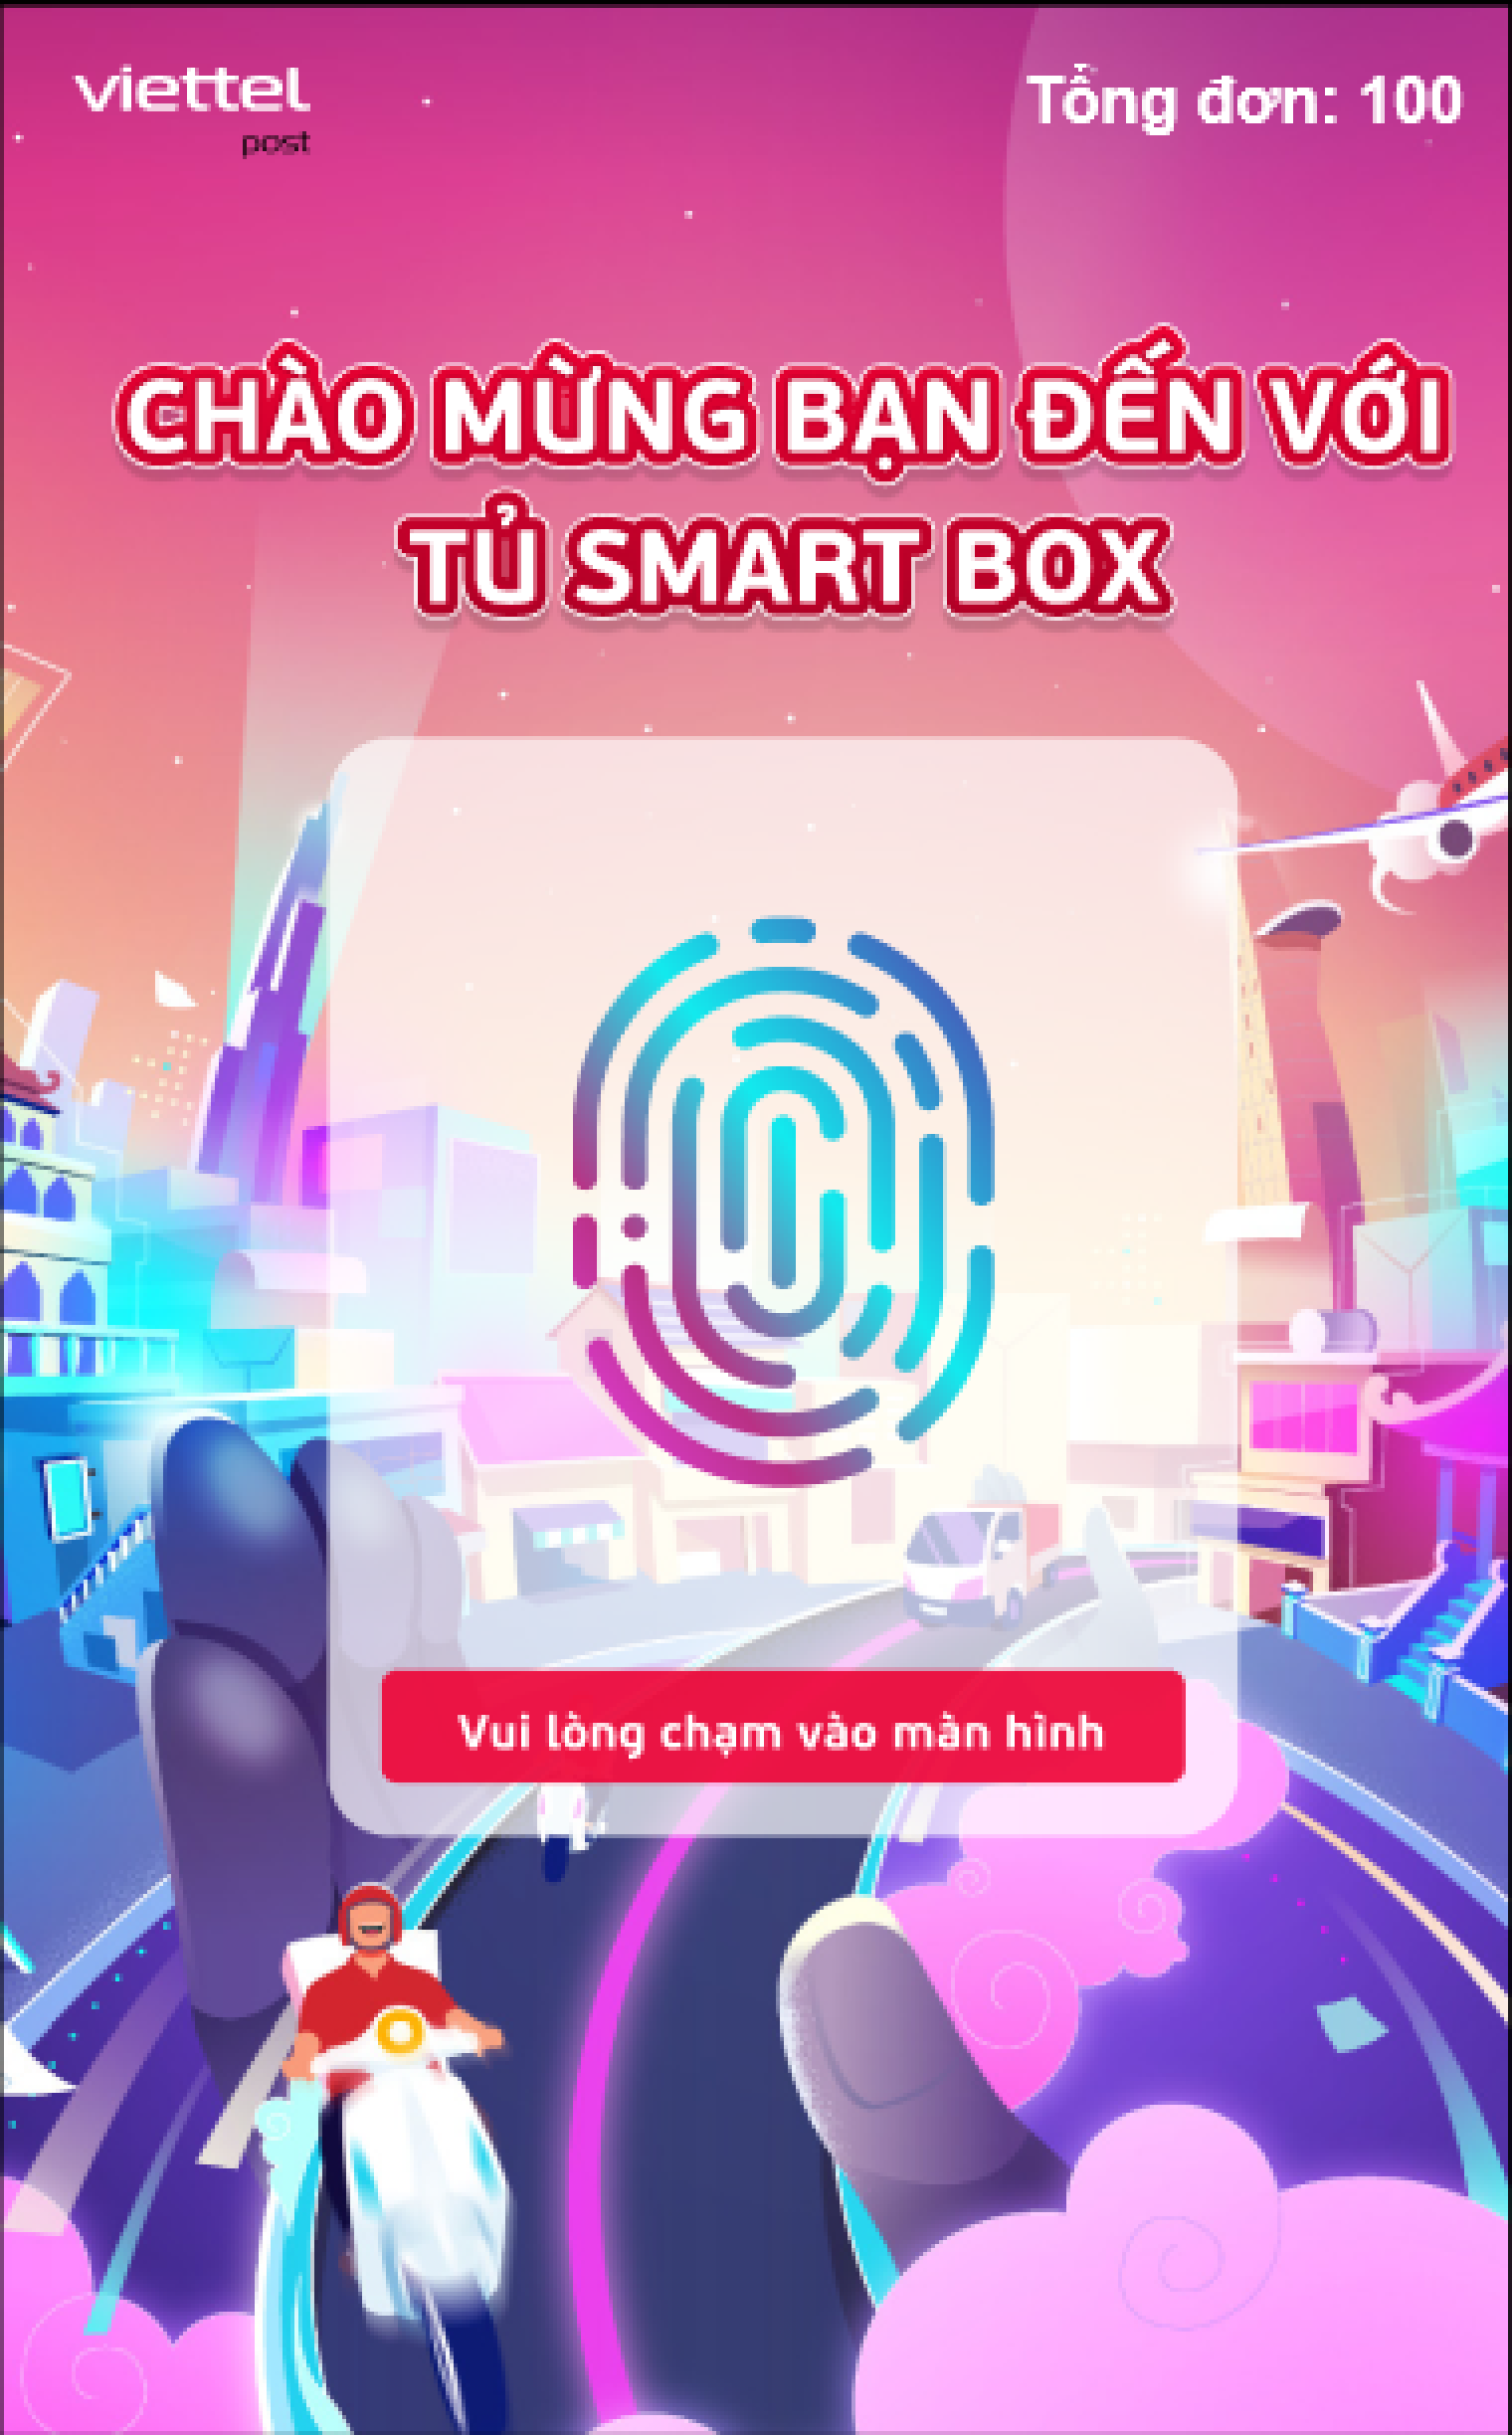 viettel
post
Tổng đơn: 100
CHÀO MỪNG BẠN ĐẾN VỚI
TỦ SMART BOX
Vui lòng chạm vào màn hình